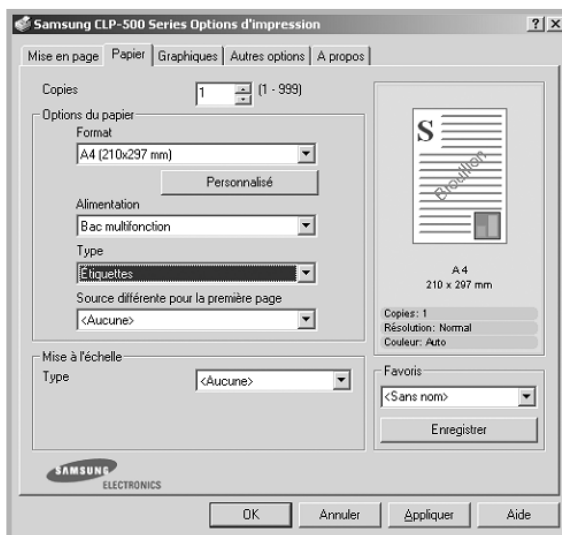 Samsung CLP-500 Series Options d'impression
Mise en page Papier Graphiques Autres options A propos
Copies 1 (1 - 999)
Options du papier
Format
A4 (210x297 mm)
Personnalisé
Alimentation
Bac multifonction
Type
Étiquettes
Source différente pour la première page
<Aucune>
Mise à l'échelle
Type <Aucune>
SAMSUNG
ELECTRONICS
S
Brouillon
A4
210 x 297 mm
Copies: 1
Résolution: Normal
Couleur: Auto
Favoris
<Sans nom>
Enregistrer
OK Annuler Appliquer Aide